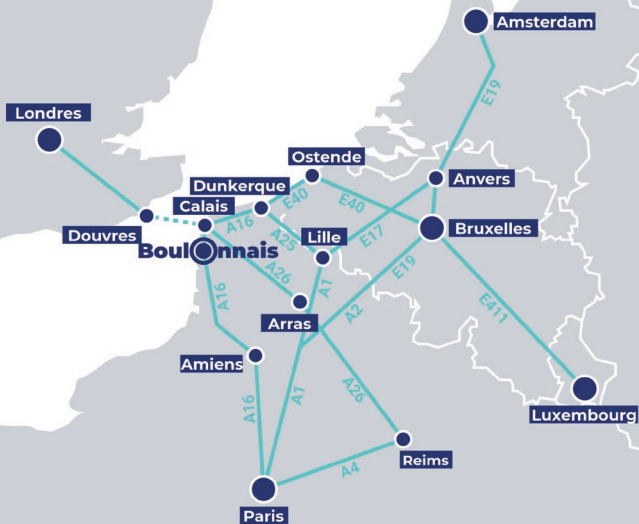 Amsterdam
E19
Londres
Ostende
Dunkerque
E40
E40
Anvers
Calais
A16
Douvres
A25
Lille
E17
Bruxelles
Boulonnais
A26
A1
E19
A16
A2
E411
Arras
Amiens
A16
A1
A26
Luxembourg
Reims
A4
Paris